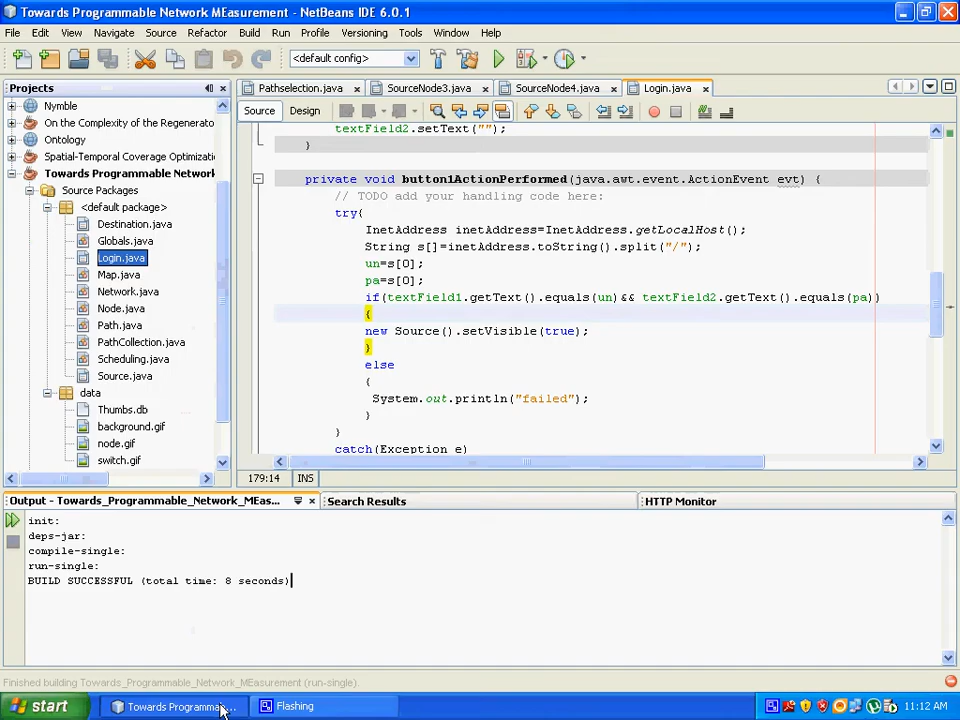 Towards Programmable Network MEasurement - NetBeans IDE 6.0.1
File Edit View Navigate Source Refactor Build Run Profile Versioning Tools Window Help
<default config>
Projects
Pathselection.java
SourceNode3.java
SourceNode4.java
Login.java
Nymble
On the Complexity of the Regenerato
Ontology
Spatial-Temporal Coverage Optimizati
Towards Programmable Network
Source Packages
<default package>
Destination.java
Globals.java
Login.java
Map.java
Network.java
Node.java
Path.java
PathCollection.java
Scheduling.java
Source.java
data
Thumbs.db
background.gif
node.gif
switch.gif
Source
Design
textField2.setText("");
}
private void button1ActionPerformed(java.awt.event.ActionEvent evt) {
// TODO add your handling code here:
try{
InetAddress inetAddress=InetAddress.getLocalHost();
String s[]=inetAddress.toString().split("/");
un=s[0];
pa=s[0];
if(textField1.getText().equals(un)&& textField2.getText().equals(pa))
{
new Source().setVisible(true);
}
else
{
System.out.println("failed");
}
}
catch(Exception e)
179:14
INS
Output - Towards_Programmable_Network_MEas...
Search Results
HTTP Monitor
init:
deps-jar:
compile-single:
run-single:
BUILD SUCCESSFUL (total time: 8 seconds)
Finished building Towards_Programmable_Network_MEasurement (run-single).
start
Towards Programma...
Flashing
11:12 AM